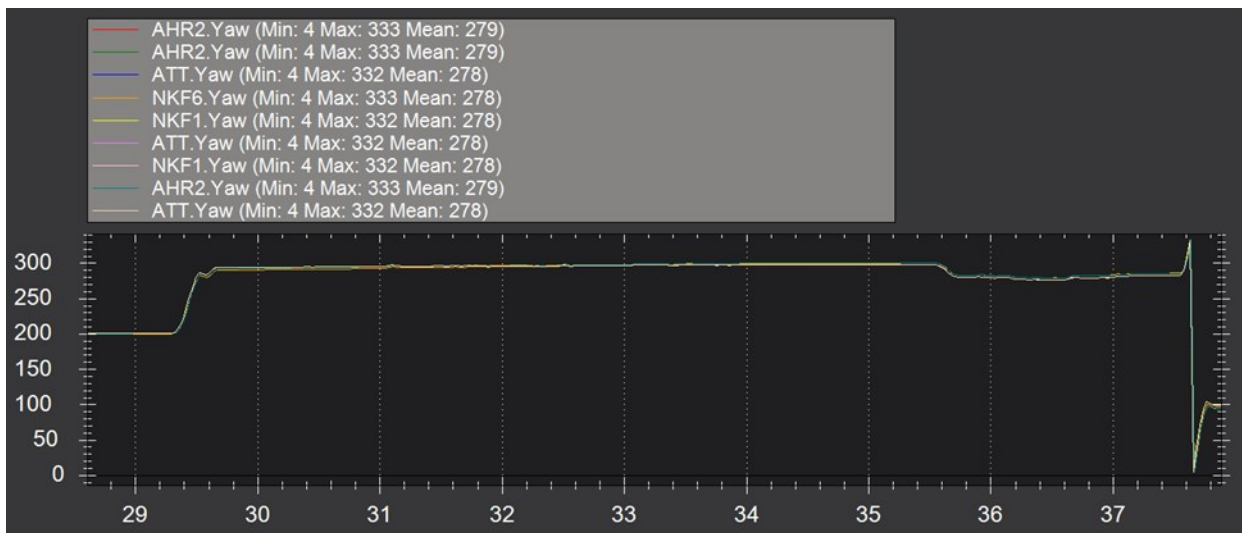 AHR2.Yaw (Min: 4 Max: 333 Mean: 279)
AHR2.Yaw (Min: 4 Max: 333 Mean: 279)
ATT.Yaw (Min: 4 Max: 332 Mean: 278)
NKF6.Yaw (Min: 4 Max: 333 Mean: 278)
NKF1.Yaw (Min: 4 Max: 332 Mean: 278)
ATT.Yaw (Min: 4 Max: 332 Mean: 278)
NKF1.Yaw (Min: 4 Max: 332 Mean: 278)
AHR2.Yaw (Min: 4 Max: 333 Mean: 279)
ATT.Yaw (Min: 4 Max: 332 Mean: 278)
300
250
200
150
100
50
0
29 30 31 32 33 34 35 36 37